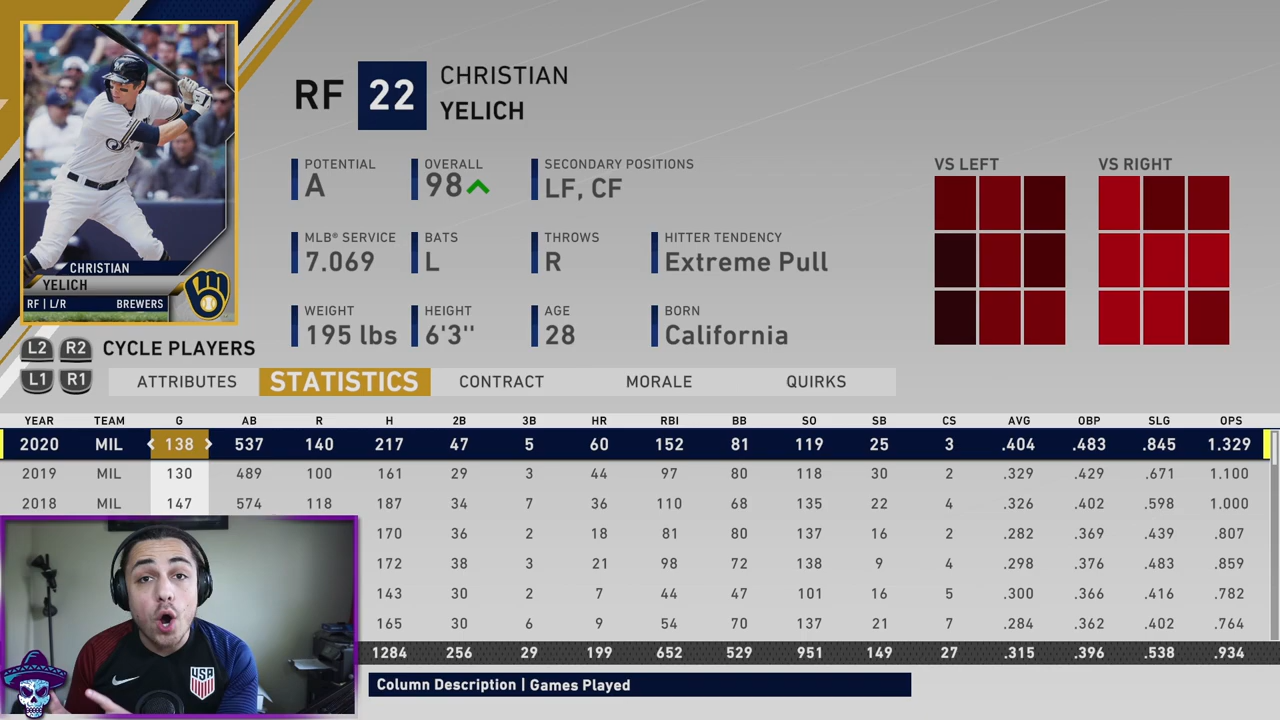 RF 22 CHRISTIAN
YELICH
CHRISTIAN
YELICH
RF | L/R BREWERS
POTENTIAL OVERALL SECONDARY POSITIONS
A 98 LF, CF
MLB® SERVICE BATS THROWS HITTER TENDENCY
7.069 L R Extreme Pull
WEIGHT HEIGHT AGE BORN
195 lbs 6'3'' 28 California
VS LEFT VS RIGHT
L2 R2 CYCLE PLAYERS
L1 R1
ATTRIBUTES STATISTICS CONTRACT MORALE QUIRKS
YEAR TEAM G AB R H 2B 3B HR RBI BB SO SB CS AVG OBP SLG OPS
2020 MIL 138 537 140 217 47 5 60 152 81 119 25 3 .404 .483 .845 1.329
2019 MIL 130 489 100 161 29 3 44 97 80 118 30 2 .329 .429 .671 1.100
2018 MIL 147 574 118 187 34 7 36 110 68 135 22 4 .326 .402 .598 1.000
170 36 2 18 81 80 137 16 2 .282 .369 .439 .807
172 38 3 21 98 72 138 9 4 .298 .376 .483 .859
143 30 2 7 44 47 101 16 5 .300 .366 .416 .782
165 30 6 9 54 70 137 21 7 .284 .362 .402 .764
1284 256 29 199 652 529 951 149 27 .315 .396 .538 .934
Column Description | Games Played
USA